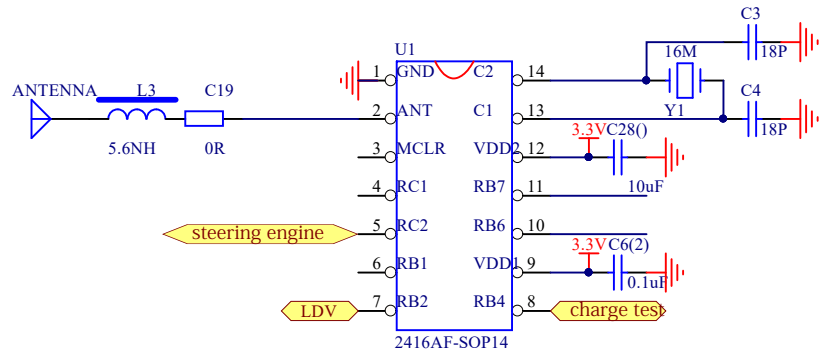 C3
U1
16M
18P
1 GND C2 14
ANTENNA L3 C19
C4
2 ANT C1 13
Y1
18P
5.6NH 0R
3.3V C28()
3 MCLR VDD2 12
10uF
4 RC1 RB7 11
steering engine 5 RC2 RB6 10
3.3V C6(2)
6 RB1 VDD1 9
0.1uF
LDV 7 RB2 RB4 8 charge test
2416AF-SOP14